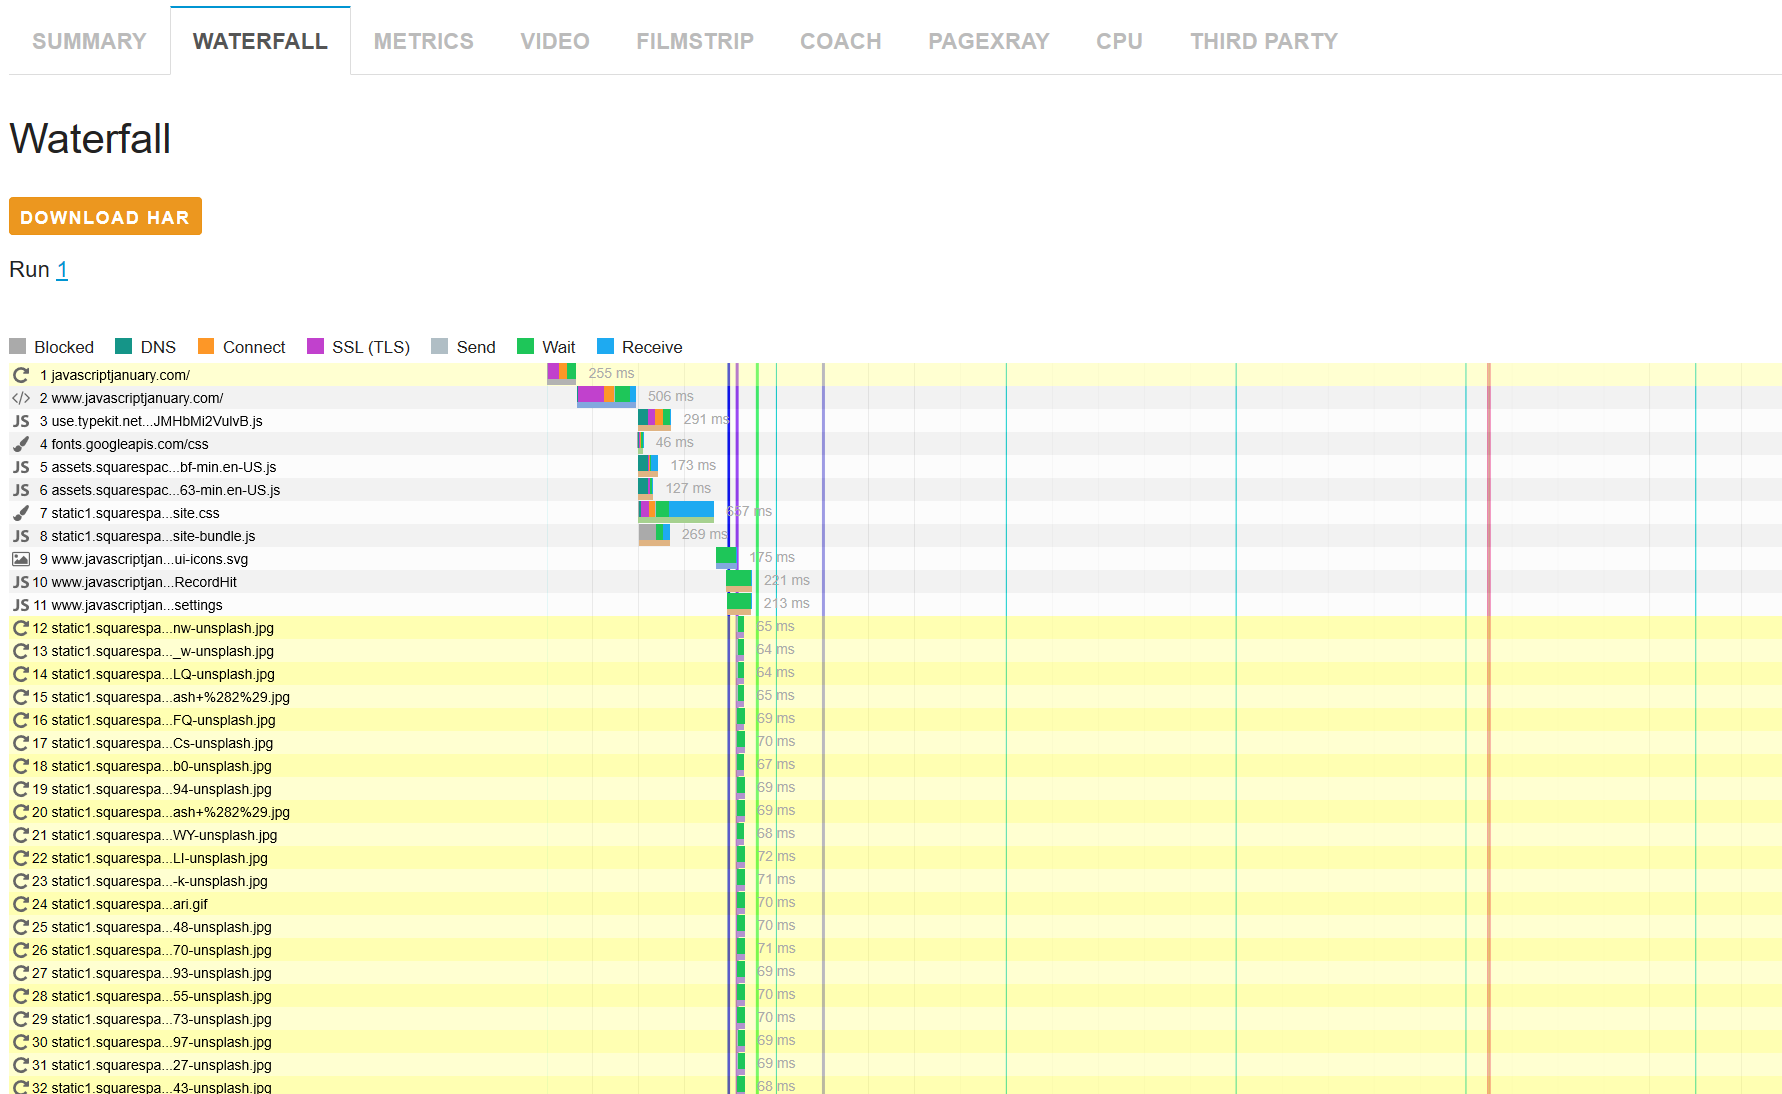 SUMMARY WATERFALL METRICS VIDEO FILMSTRIP COACH PAGEXRAY CPU THIRD PARTY
Waterfall
DOWNLOAD HAR
Run 1
Blocked DNS Connect SSL (TLS) Send Wait Receive
1 javascriptjanuary.com/ 255 ms
</> 2 www.javascriptjanuary.com/ 506 ms
JS 3 use.typekit.net...JMHbMi2VulvB.js 291 ms
4 fonts.googleapis.com/css 46 ms
JS 5 assets.squarespac...bf-min.en-US.js 173 ms
JS 6 assets.squarespac...63-min.en-US.js 127 ms
7 static1.squarespa...site.css 657 ms
JS 8 static1.squarespa...site-bundle.js 269 ms
9 www.javascriptjan...ui-icons.svg 175 ms
JS 10 www.javascriptjan...RecordHit 221 ms
JS 11 www.javascriptjan...settings 213 ms
12 static1.squarespa...nw-unsplash.jpg 65 ms
13 static1.squarespa..._w-unsplash.jpg 64 ms
14 static1.squarespa...LQ-unsplash.jpg 64 ms
15 static1.squarespa...ash+%282%29.jpg 65 ms
16 static1.squarespa...FQ-unsplash.jpg 69 ms
17 static1.squarespa...Cs-unsplash.jpg 70 ms
18 static1.squarespa...b0-unsplash.jpg 67 ms
19 static1.squarespa...94-unsplash.jpg 69 ms
20 static1.squarespa...ash+%282%29.jpg 69 ms
21 static1.squarespa...WY-unsplash.jpg 68 ms
22 static1.squarespa...LI-unsplash.jpg 72 ms
23 static1.squarespa...-k-unsplash.jpg 71 ms
24 static1.squarespa...ari.gif 70 ms
25 static1.squarespa...48-unsplash.jpg 70 ms
26 static1.squarespa...70-unsplash.jpg 71 ms
27 static1.squarespa...93-unsplash.jpg 69 ms
28 static1.squarespa...55-unsplash.jpg 70 ms
29 static1.squarespa...73-unsplash.jpg 70 ms
30 static1.squarespa...97-unsplash.jpg 69 ms
31 static1.squarespa...27-unsplash.jpg 69 ms
32 static1.squarespa...43-unsplash.jpg 68 ms